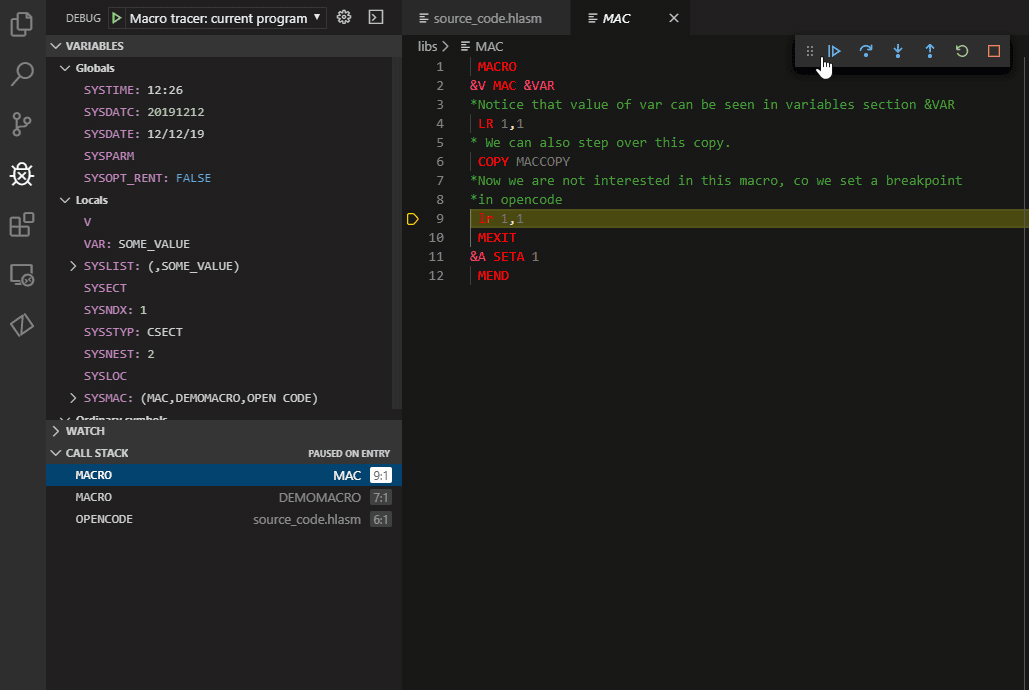 DEBUG Macro tracer: current program
VARIABLES
Globals
SYSTIME: 12:26
SYSDATC: 20191212
SYSDATE: 12/12/19
SYSPARM
SYSOPT_RENT: FALSE
Locals
V
VAR: SOME_VALUE
SYSLIST: (,SOME_VALUE)
SYSECT
SYSNDX: 1
SYSSTYP: CSECT
SYSNEST: 2
SYSLOC
SYSMAC: (MAC,DEMOMACRO,OPEN CODE)
Ordinary symbols
WATCH
CALL STACK PAUSED ON ENTRY
MACRO MAC 9:1
MACRO DEMOMACRO 7:1
OPENCODE source_code.hlasm 6:1
source_code.hlasm MAC
libs > MAC
1 MACRO
2 &V MAC &VAR
3 *Notice that value of var can be seen in variables section &VAR
4 LR 1,1
5 * We can also step over this copy.
6 COPY MACCOPY
7 *Now we are not interested in this macro, co we set a breakpoint
8 *in opencode
9 lr 1,1
10 MEXIT
11 &A SETA 1
12 MEND